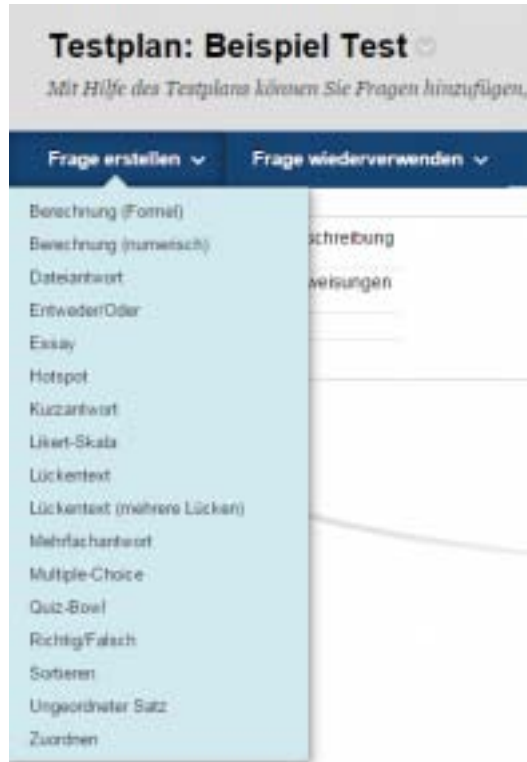 Testplan: Beispiel Test
Mit Hilfe des Testplans können Sie Fragen hinzufügen,
Frage erstellen Frage wiederverwenden
Berechnung (Formel)
Berechnung (numerisch)
schreibung
Dateiantwort
weisungen
Entweder/Oder
Essay
Hotspot
Kurzantwort
Likert-Skala
Lückentext
Lückentext (mehrere Lücken)
Mehrfachantwort
Multiple-Choice
Quiz-Bowl
Richtig/Falsch
Sortieren
Ungeordneter Satz
Zuordnen